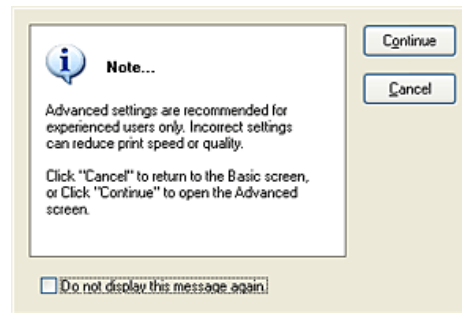 Note...
Advanced settings are recommended for
experienced users only. Incorrect settings
can reduce print speed or quality.
Click "Cancel" to return to the Basic screen,
or Click "Continue" to open the Advanced
screen.
Continue
Cancel
Do not display this message again.